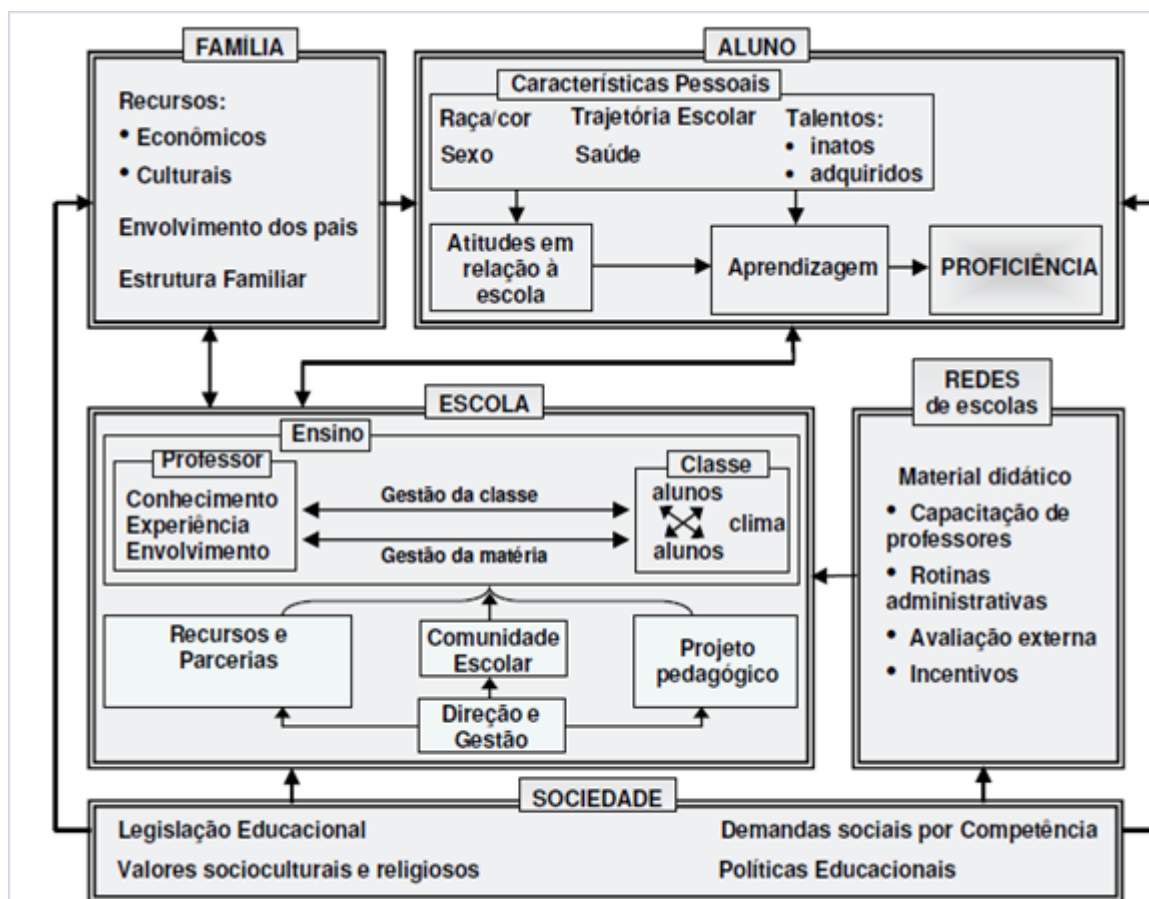 FAMÍLIA
Recursos:
• Econômicos
• Culturais
Envolvimento dos pais
Estrutura Familiar
ALUNO
Características Pessoais
Raça/cor
Sexo
Trajetória Escolar
Saúde
Talentos:
• inatos
• adquiridos
Atitudes em
relação à
escola
Aprendizagem
PROFICIÊNCIA
ESCOLA
Ensino
Professor
Conhecimento
Experiência
Envolvimento
Gestão da classe
Gestão da matéria
Classe
alunos
clima
alunos
Recursos e
Parcerias
Comunidade
Escolar
Projeto
pedagógico
Direção e
Gestão
REDES
de escolas
Material didático
• Capacitação de
professores
• Rotinas
administrativas
• Avaliação externa
• Incentivos
SOCIEDADE
Legislação Educacional
Valores socioculturais e religiosos
Demandas sociais por Competência
Políticas Educacionais